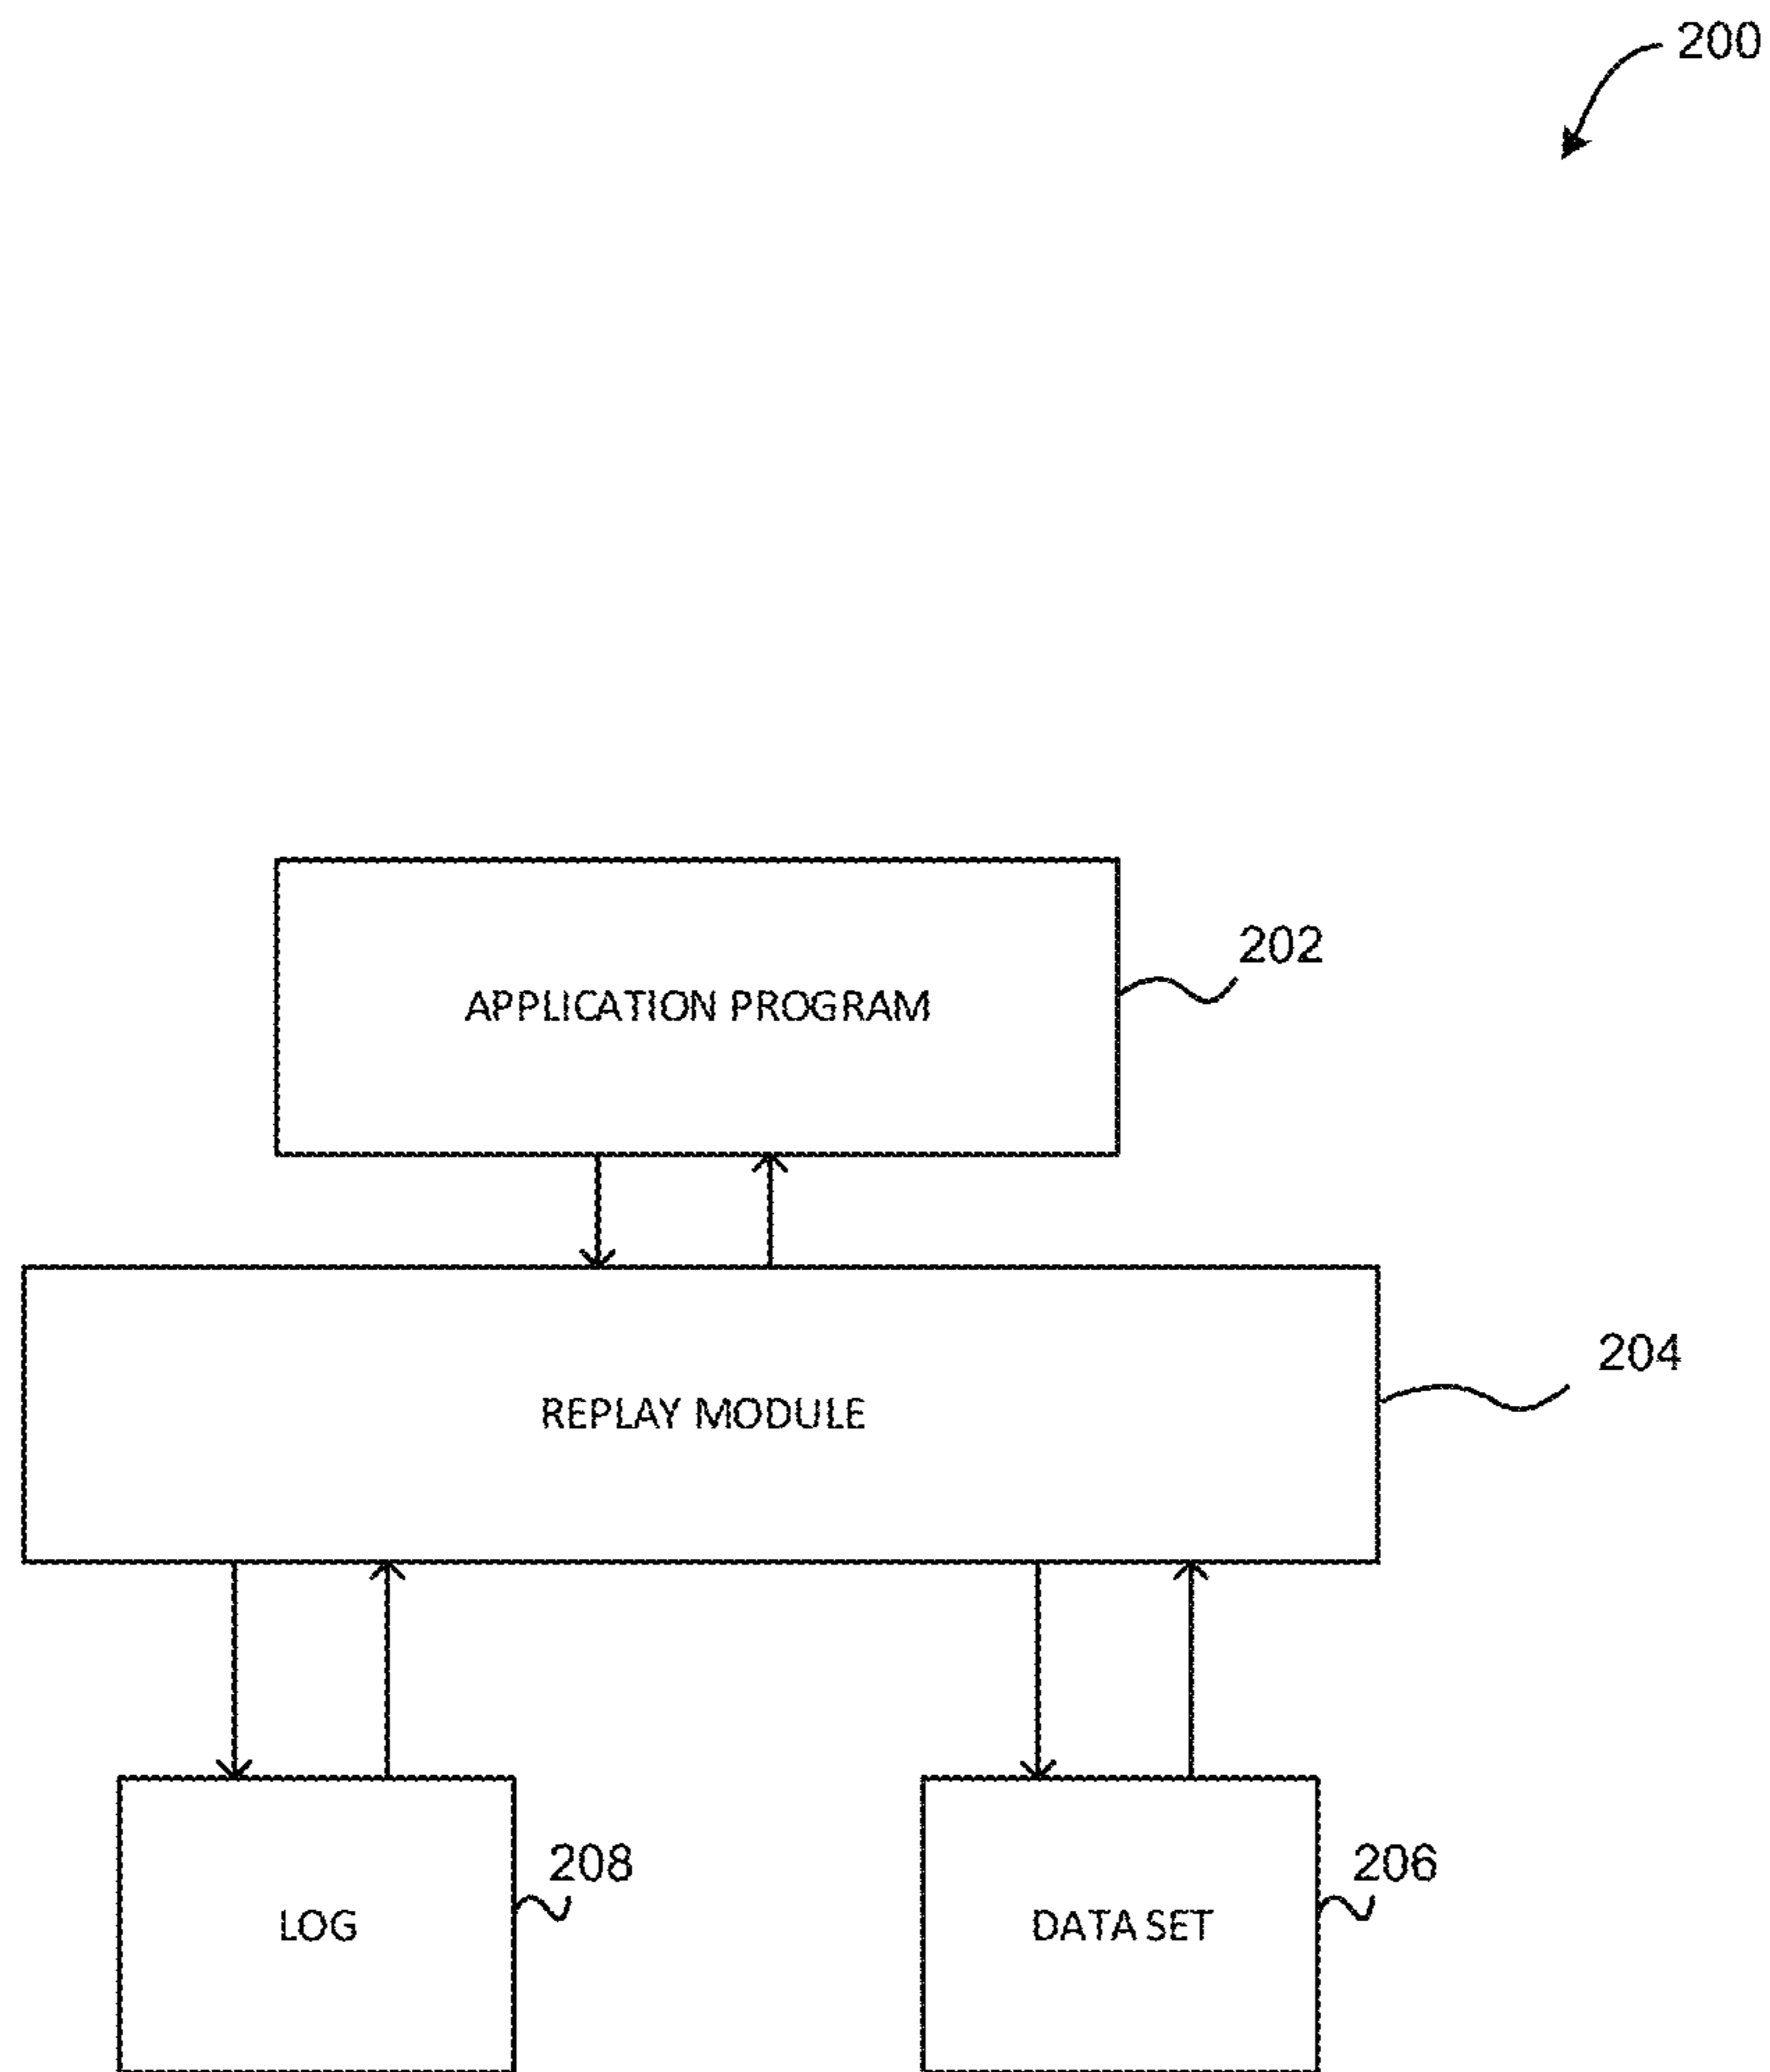 200
APPLICATION PROGRAM
202
REPLAY MODULE
204
LOG
208
DATA SET
206